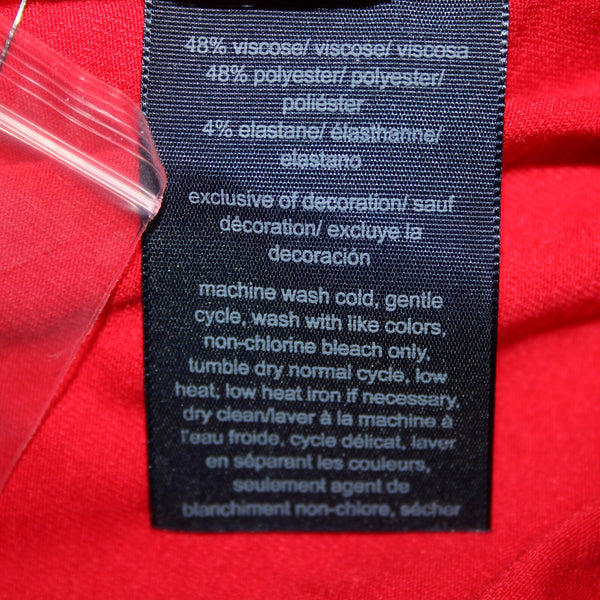 48% viscose/ viscose/ viscosa
48% polyester/ polyester/
poliéster
4% elastane/ élasthanne/
elastano
exclusive of decoration/ sauf
décoration/ excluye la
decoración
machine wash cold, gentle
cycle, wash with like colors,
non-chlorine bleach only,
tumble dry normal cycle, low
heat, low heat iron if necessary,
dry clean/laver à la machine à
l'eau froide, cycle délicat, laver
en séparant les couleurs,
seulement agent de
blanchiment non-chlore, sécher